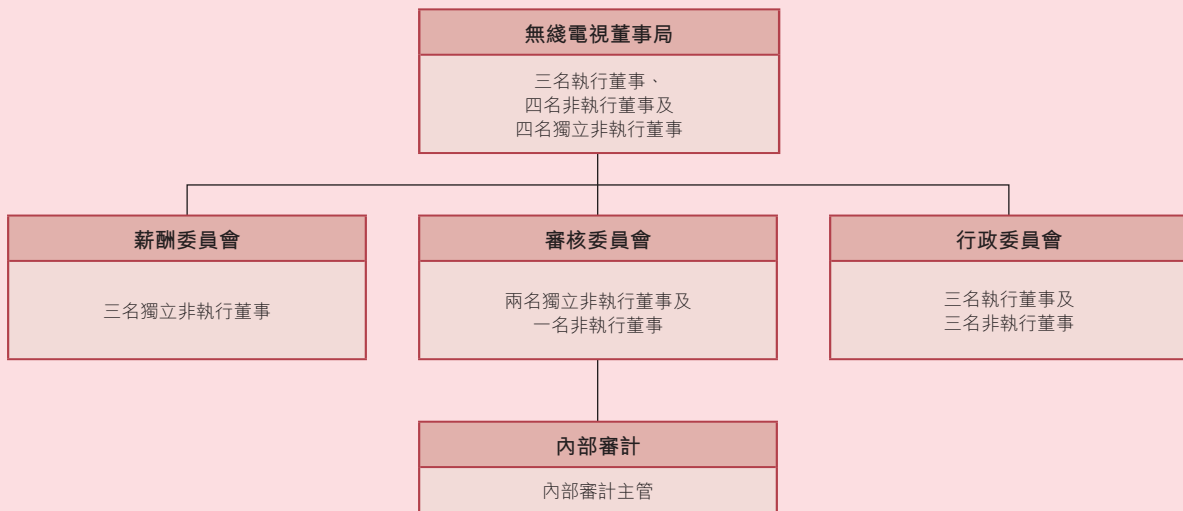 無綫電視董事局
三名執行董事、
四名非執行董事及
四名獨立非執行董事
薪酬委員會
三名獨立非執行董事
審核委員會
兩名獨立非執行董事及
一名非執行董事
行政委員會
三名執行董事及
三名非執行董事
內部審計
內部審計主管